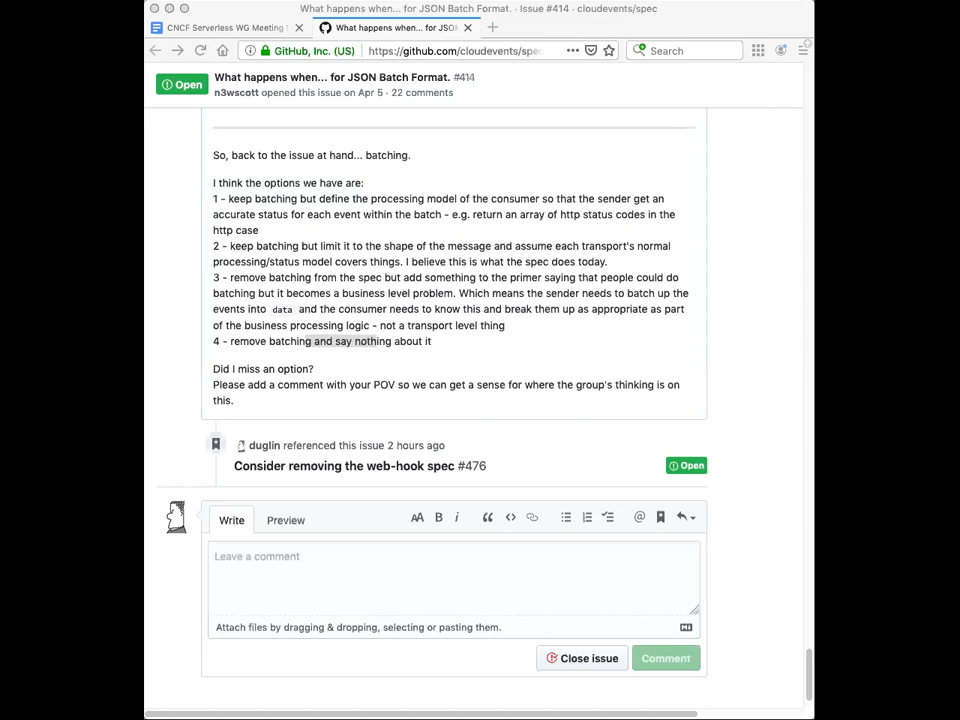 What happens when... for JSON Batch Format. · Issue #414 · cloudevents/spec
CNCF Serverless WG Meeting
What happens when... for JSON
GitHub, Inc. (US)
https://github.com/cloudevents/spec
Search
Open
What happens when... for JSON Batch Format. #414
n3wscott opened this issue on Apr 5 · 22 comments
So, back to the issue at hand... batching.
I think the options we have are:
1 - keep batching but define the processing model of the consumer so that the sender get an
accurate status for each event within the batch - e.g. return an array of http status codes in the
http case
2 - keep batching but limit it to the shape of the message and assume each transport's normal
processing/status model covers things. I believe this is what the spec does today.
3 - remove batching from the spec but add something to the primer saying that people could do
batching but it becomes a business level problem. Which means the sender needs to batch up the
events into data and the consumer needs to know this and break them up as appropriate as part
of the business processing logic - not a transport level thing
4 - remove batching and say nothing about it
Did I miss an option?
Please add a comment with your POV so we can get a sense for where the group's thinking is on
this.
duglin referenced this issue 2 hours ago
Consider removing the web-hook spec #476
Open
Write
Preview
AA B i
Leave a comment
Attach files by dragging & dropping, selecting or pasting them.
Close issue
Comment